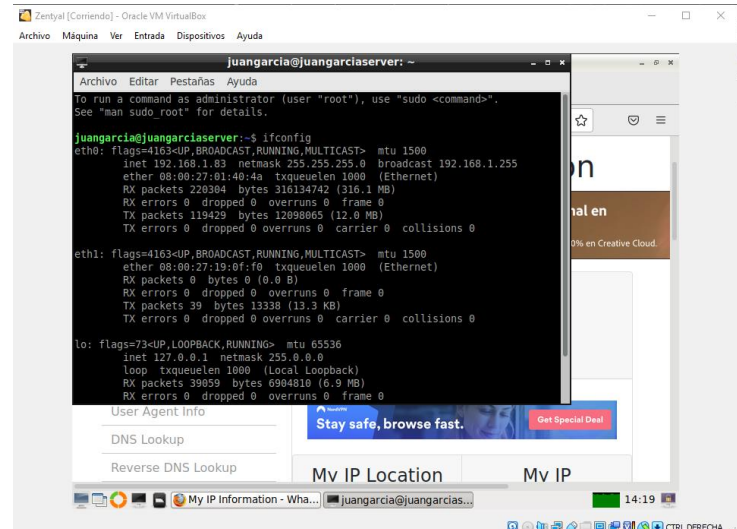 Zentyal [Corriendo] - Oracle VM VirtualBox
Archivo Máquina Ver Entrada Dispositivos Ayuda
juangarcia@juangarciaserver: ~
Archivo Editar Pestañas Ayuda
To run a command as administrator (user "root"), use "sudo <command>".
See "man sudo_root" for details.
juangarcia@juangarciaserver:~$ ifconfig
eth0: flags=4163<UP,BROADCAST,RUNNING,MULTICAST> mtu 1500
inet 192.168.1.83 netmask 255.255.255.0 broadcast 192.168.1.255
ether 08:00:27:01:40:4a txqueuelen 1000 (Ethernet)
RX packets 220304 bytes 316134742 (316.1 MB)
RX errors 0 dropped 0 overruns 0 frame 0
TX packets 119429 bytes 12098065 (12.0 MB)
TX errors 0 dropped 0 overruns 0 carrier 0 collisions 0
eth1: flags=4163<UP,BROADCAST,RUNNING,MULTICAST> mtu 1500
ether 08:00:27:19:0f:f0 txqueuelen 1000 (Ethernet)
RX packets 0 bytes 0 (0.0 B)
RX errors 0 dropped 0 overruns 0 frame 0
TX packets 39 bytes 13338 (13.3 KB)
TX errors 0 dropped 0 overruns 0 carrier 0 collisions 0
lo: flags=73<UP,LOOPBACK,RUNNING> mtu 65536
inet 127.0.0.1 netmask 255.0.0.0
loop txqueuelen 1000 (Local Loopback)
RX packets 39059 bytes 6904810 (6.9 MB)
RX errors 0 dropped 0 overruns 0 frame 0
on
nal en
0% en Creative Cloud.
User Agent Info
DNS Lookup
Reverse DNS Lookup
NordVPN
Stay safe, browse fast.
Get Special Deal
My IP Location
My IP
My IP Information - Wha...
juangarcia@juangarcias...
14:19
CTRL DERECHA